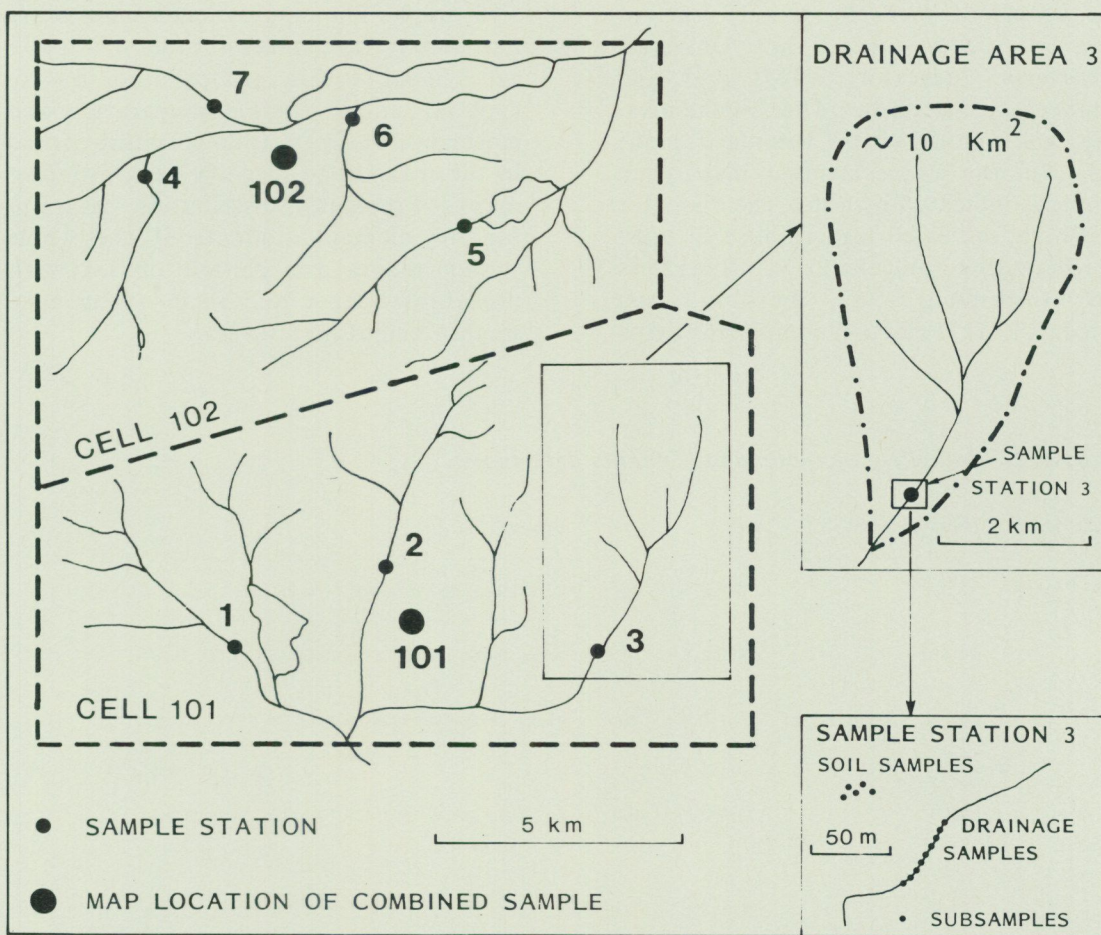 7
6
4
102
5
CELL 102
2
1
101
3
CELL 101
SAMPLE STATION
5 km
MAP LOCATION OF COMBINED SAMPLE
DRAINAGE AREA 3
~ 10 Km²
SAMPLE
STATION 3
2 km
SAMPLE STATION 3
SOIL SAMPLES
50 m
DRAINAGE
SAMPLES
SUBSAMPLES